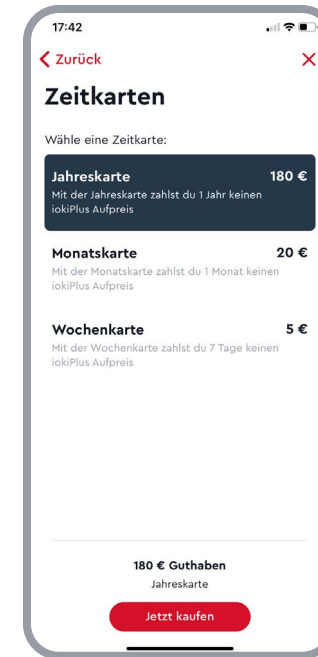 17:42
Zurück
Zeitkarten
Wähle eine Zeitkarte:
Jahreskarte 180 €
Mit der Jahreskarte zahlst du 1 Jahr keinen
iokiPlus Aufpreis
Monatskarte 20 €
Mit der Monatskarte zahlst du 1 Monat keinen
iokiPlus Aufpreis
Wochenkarte 5 €
Mit der Wochenkarte zahlst du 7 Tage keinen
iokiPlus Aufpreis
180 € Guthaben
Jahreskarte
Jetzt kaufen